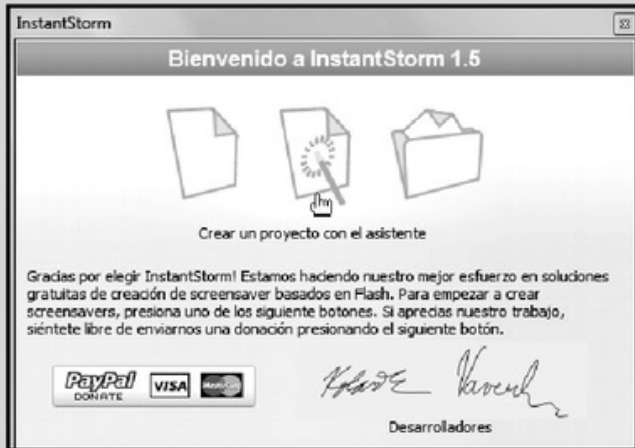 InstantStorm
Bienvenido a InstantStorm 1.5
Crear un proyecto con el asistente
Gracias por elegir InstantStorm! Estamos haciendo nuestro mejor esfuerzo en soluciones
gratuitas de creación de screensaver basados en Flash. Para empezar a crear
screensavers, presiona uno de los siguiente botones. Si aprecias nuestro trabajo,
siéntete libre de enviarnos una donación presionando el siguiente botón.
PayPal VISA MasterCard
DONATE
Desarrolladores